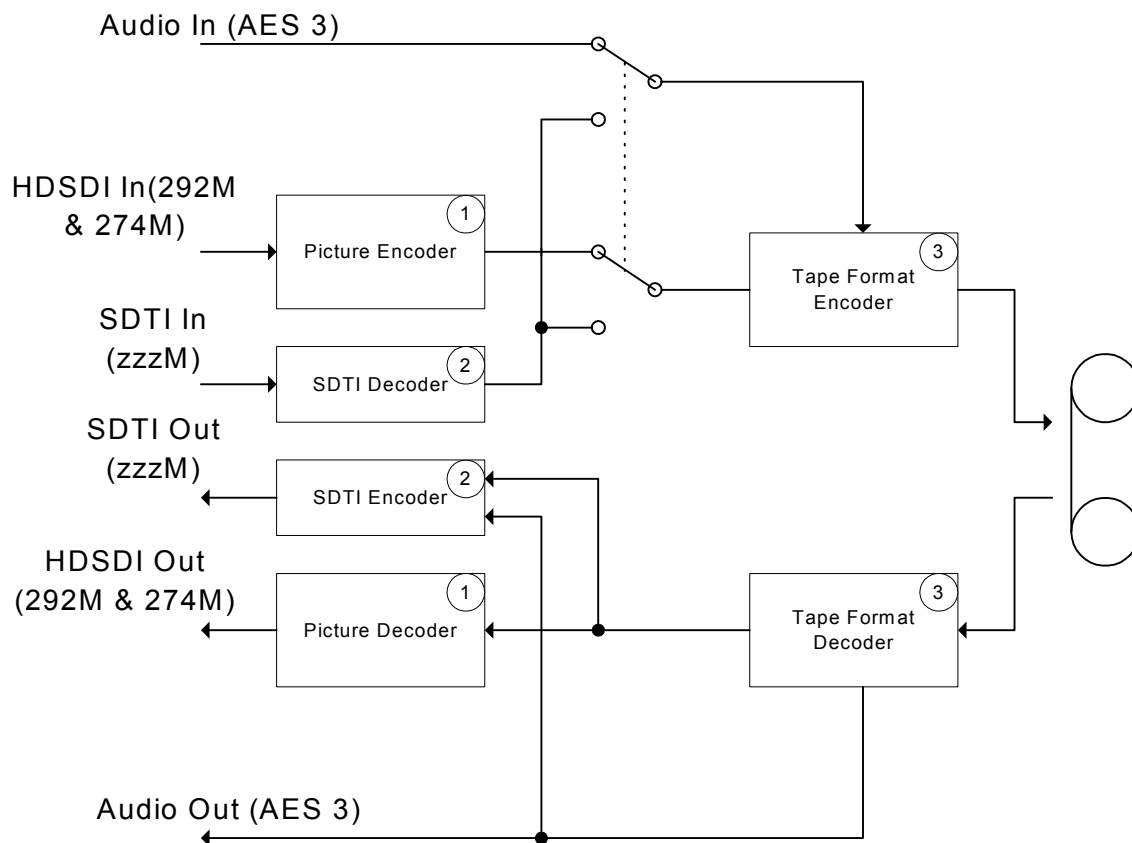 Audio In (AES 3)
HDSDI In(292M
& 274M)
1
Picture Encoder
3
Tape Format
Encoder
SDTI In
(zzzM)
2
SDTI Decoder
SDTI Out
(zzzM)
2
SDTI Encoder
HDSDI Out
(292M & 274M)
1
Picture Decoder
3
Tape Format
Decoder
Audio Out (AES 3)